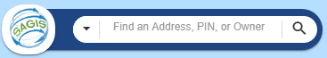 SAGIS
Find an Address, PIN, or Owner